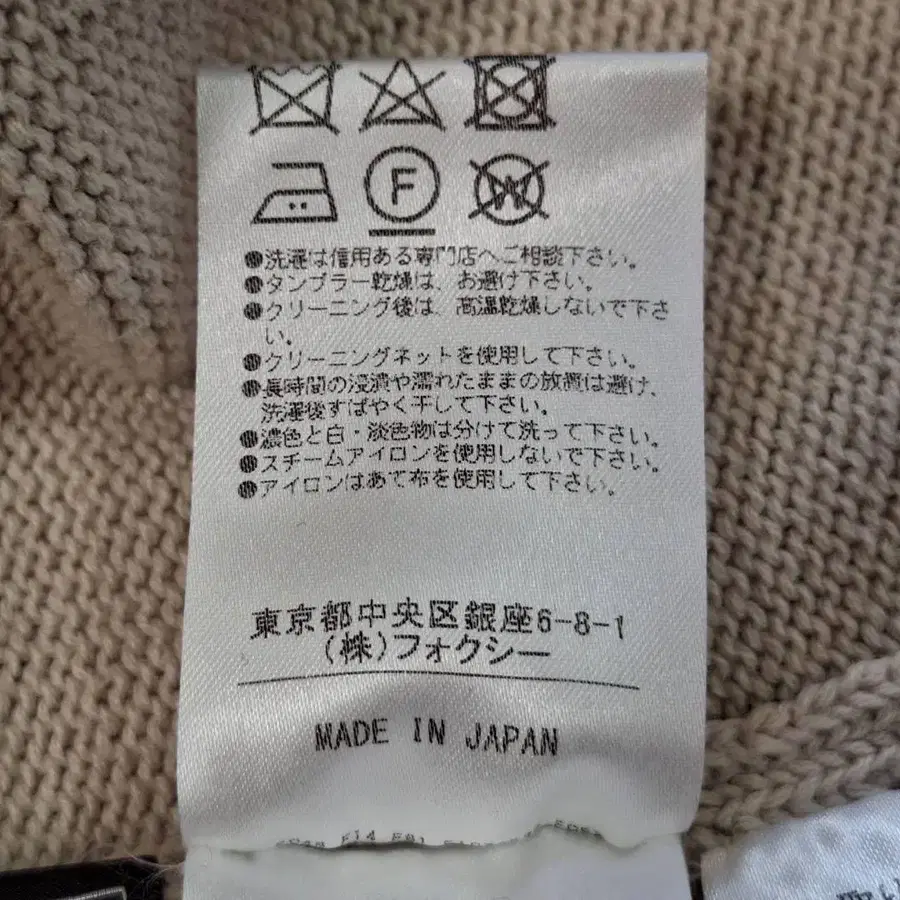 F
W
●洗濯は信用ある専門店へご相談下さい。
●タンブラー乾燥は、お避け下さい。
●クリーニング後は、高温乾燥しないで下さ
い。
●クリーニングネットを使用して下さい。
●長時間の浸漬や濡れたままの放置は避け、
洗濯後すばやく干して下さい。
●濃色と白・淡色物は分けて洗って下さい。
●スチームアイロンを使用しないで下さい。
●アイロンはあて布を使用して下さい。
東京都中央区銀座6-8-1
(株)フォクシー
MADE IN JAPAN